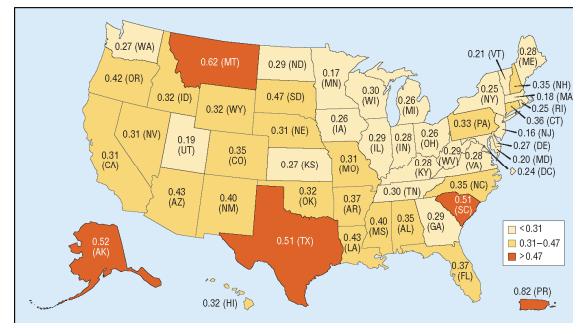 0.27 (WA)
0.62 (MT)
0.29 (ND)
0.17
(MN)
0.21 (VT)
0.28
(ME)
0.42 (OR)
0.32 (ID)
0.32 (WY)
0.47 (SD)
0.30
(WI)
0.26
(MI)
0.25
(NY)
0.35 (NH)
0.18 (MA)
0.25 (RI)
0.36 (CT)
0.16 (NJ)
0.27 (DE)
0.20 (MD)
0.24 (DC)
0.31
(CA)
0.31 (NV)
0.19
(UT)
0.35
(CO)
0.31 (NE)
0.26
(IA)
0.29
(IL)
0.28
(IN)
0.26
(OH)
0.33 (PA)
0.29
(WV)
0.28
(VA)
0.27 (KS)
0.31
(MO)
0.28
(KY)
0.30 (TN)
0.35 (NC)
0.43
(AZ)
0.40
(NM)
0.32
(OK)
0.37
(AR)
0.51
(SC)
0.51 (TX)
0.43
(LA)
0.40
(MS)
0.35
(AL)
0.29
(GA)
0.37
(FL)
0.52
(AK)
0.32 (HI)
<0.31
0.31–0.47
>0.47
0.82 (PR)